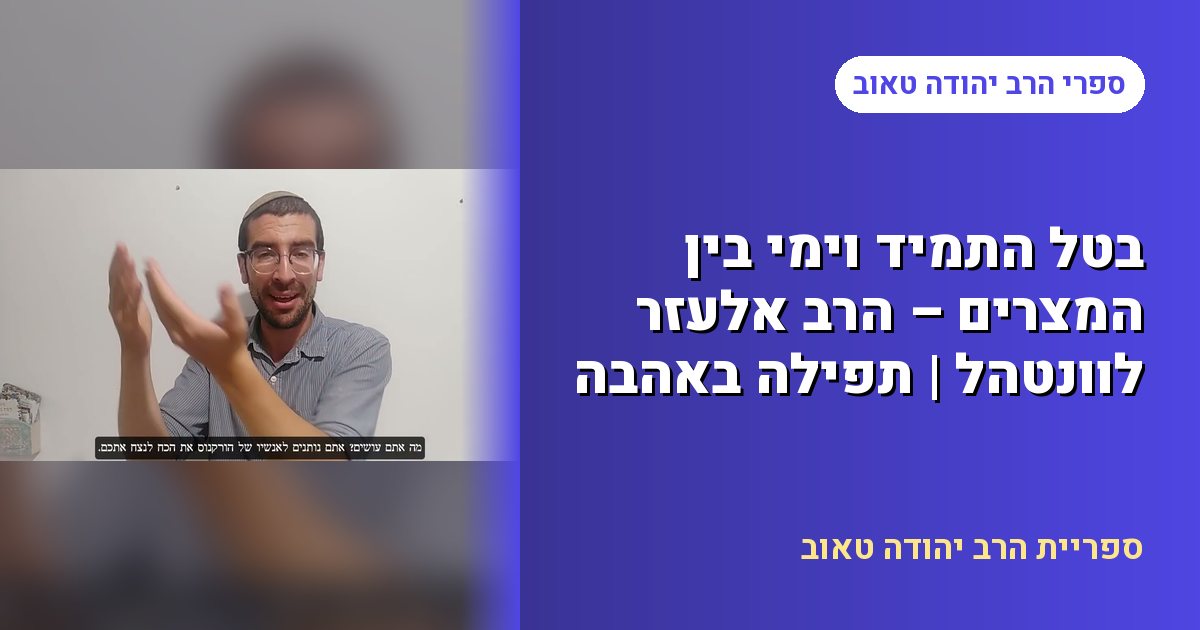 ספרי הרב יהודה טאוב
בטל התמיד וימי בין
המצרים – הרב אלעזר
לוונטהל | תפילה באהבה
ספריית הרב יהודה טאוב
מה אתם עושים? אתם נותנים לאנשיו של הורקנוס את הכח לנצח אתכם.